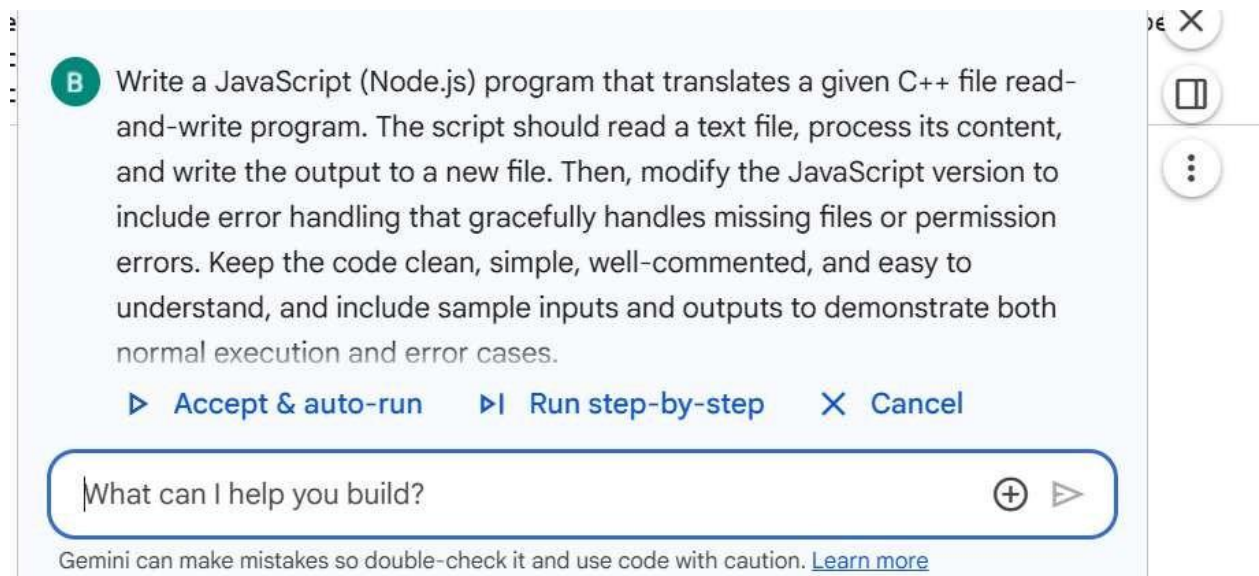 B
Write a JavaScript (Node.js) program that translates a given C++ file read-
and-write program. The script should read a text file, process its content,
and write the output to a new file. Then, modify the JavaScript version to
include error handling that gracefully handles missing files or permission
errors. Keep the code clean, simple, well-commented, and easy to
understand, and include sample inputs and outputs to demonstrate both
normal execution and error cases.
Accept & auto-run Run step-by-step Cancel
What can I help you build?
Gemini can make mistakes so double-check it and use code with caution. Learn more